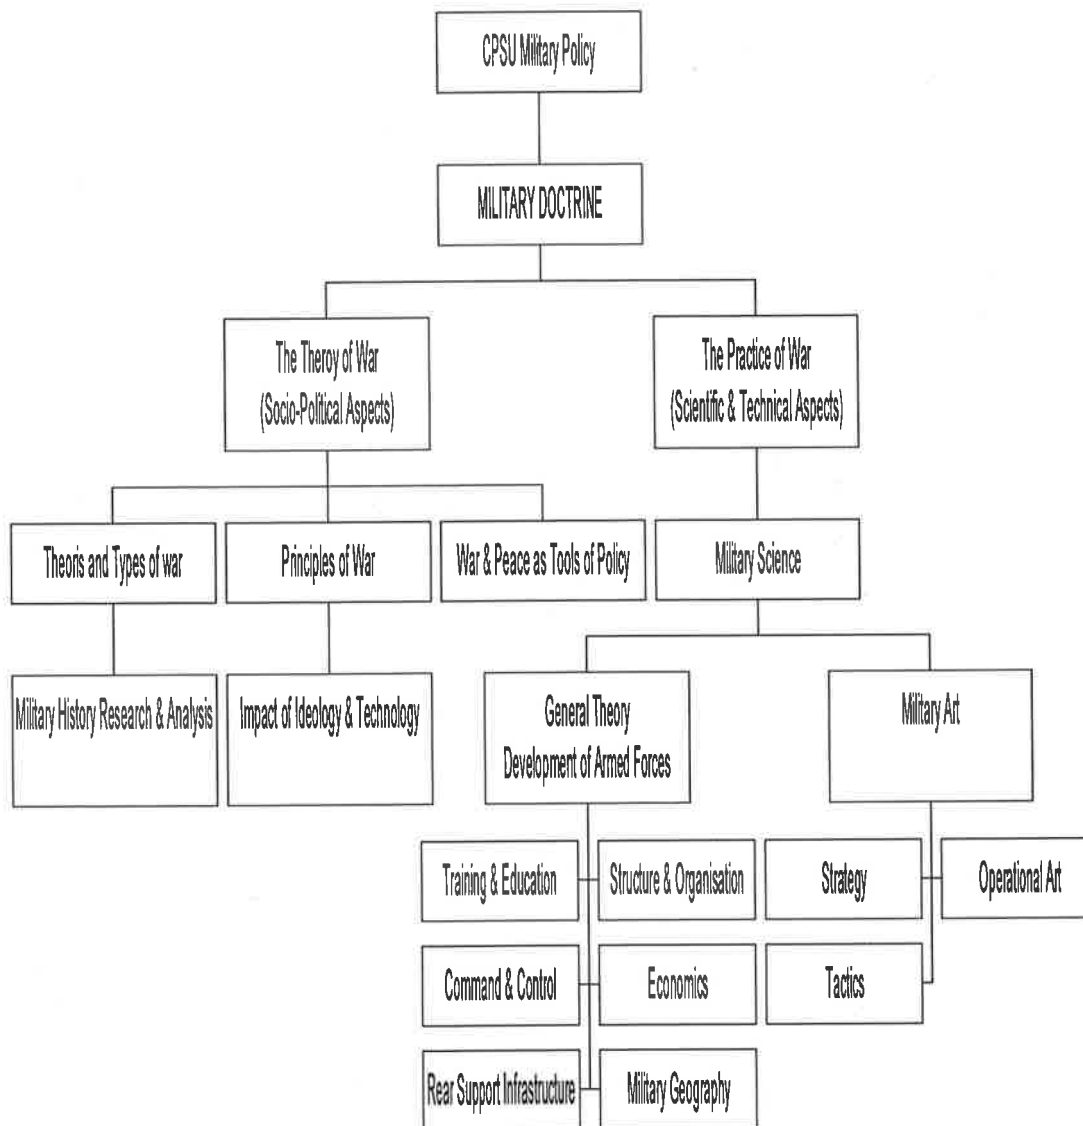 CPSU Military Policy
MILITARY DOCTRINE
The Theroy of War
(Socio-Political Aspects)
The Practice of War
(Scientific & Technical Aspects)
Theoris and Types of war
Principles of War
War & Peace as Tools of Policy
Military Science
Military History Research & Analysis
Impact of Ideology & Technology
General Theory
Development of Armed Forces
Military Art
Training & Education
Structure & Organisation
Strategy
Operational Art
Command & Control
Economics
Tactics
Rear Support Infrastructure
Military Geography